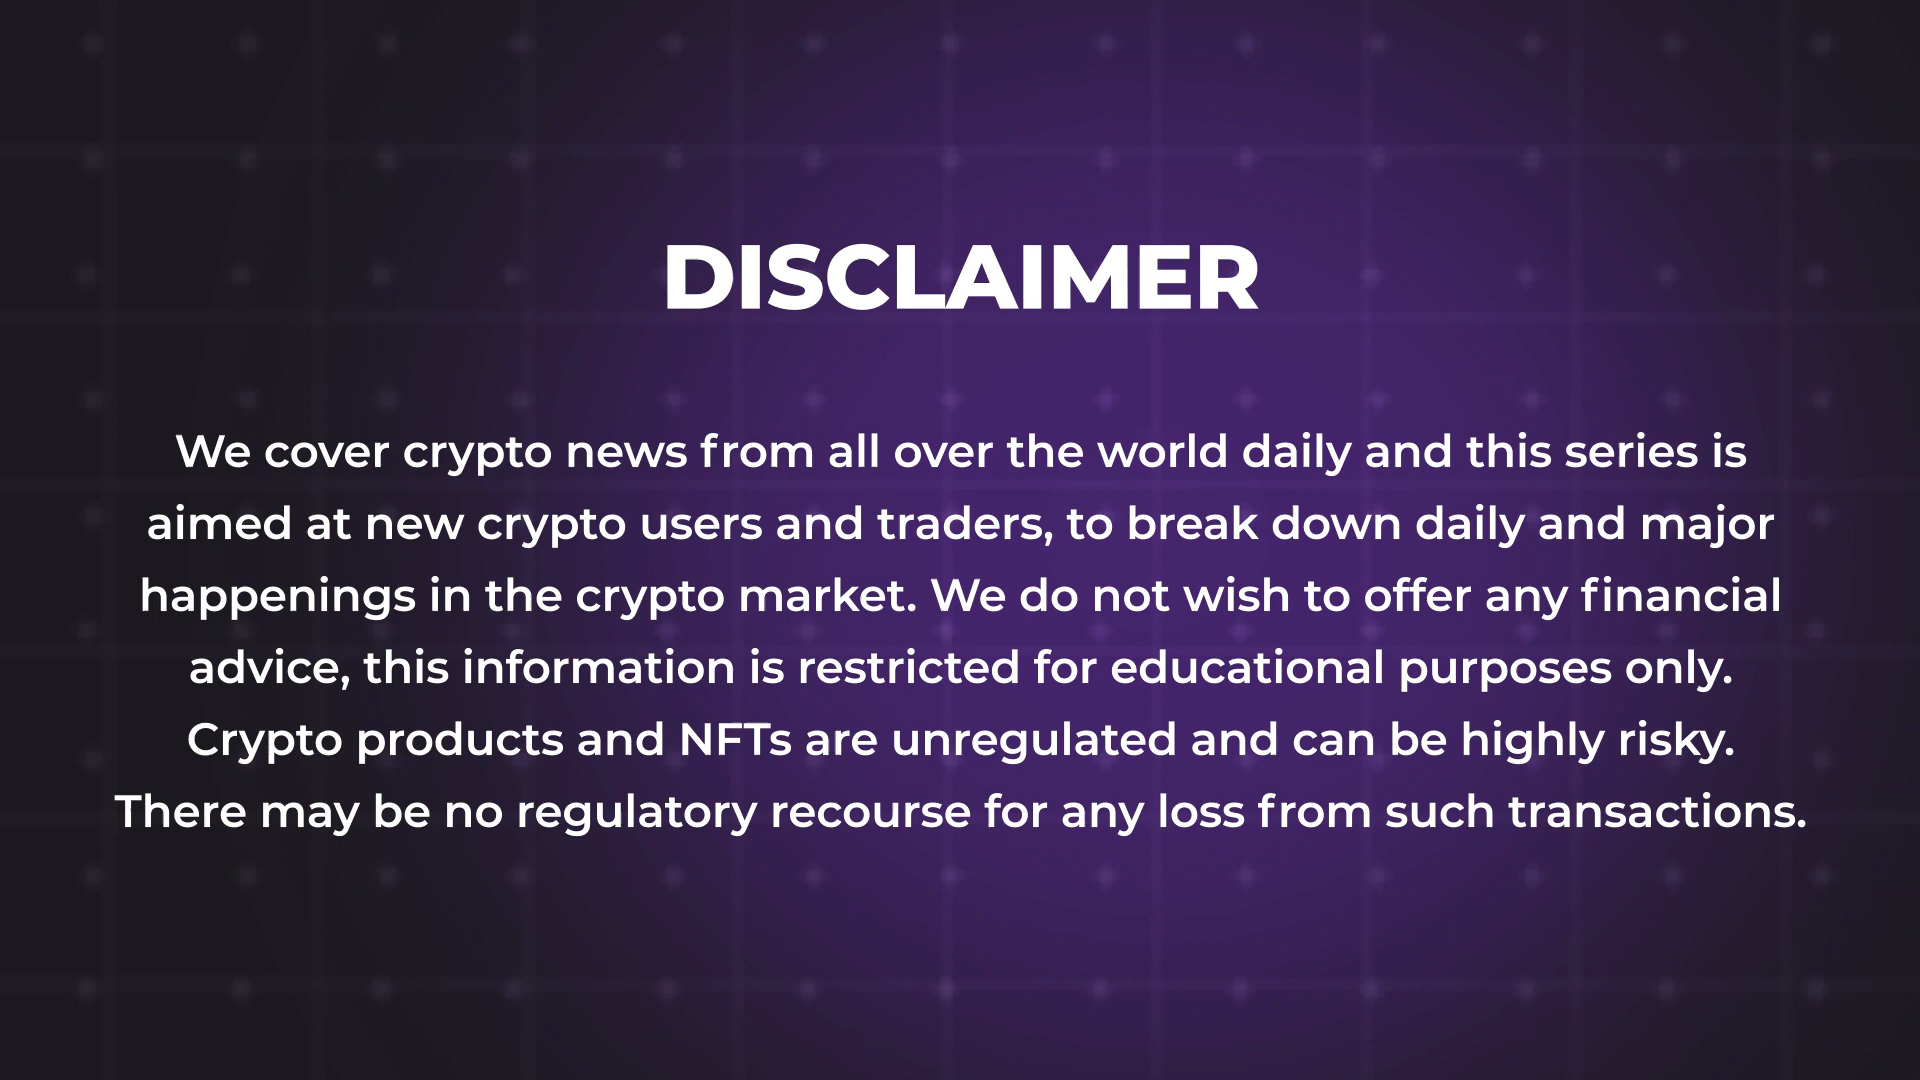 DISCLAIMER
We cover crypto news from all over the world daily and this series is
aimed at new crypto users and traders, to break down daily and major
happenings in the crypto market. We do not wish to offer any financial
advice, this information is restricted for educational purposes only.
Crypto products and NFTs are unregulated and can be highly risky.
There may be no regulatory recourse for any loss from such transactions.